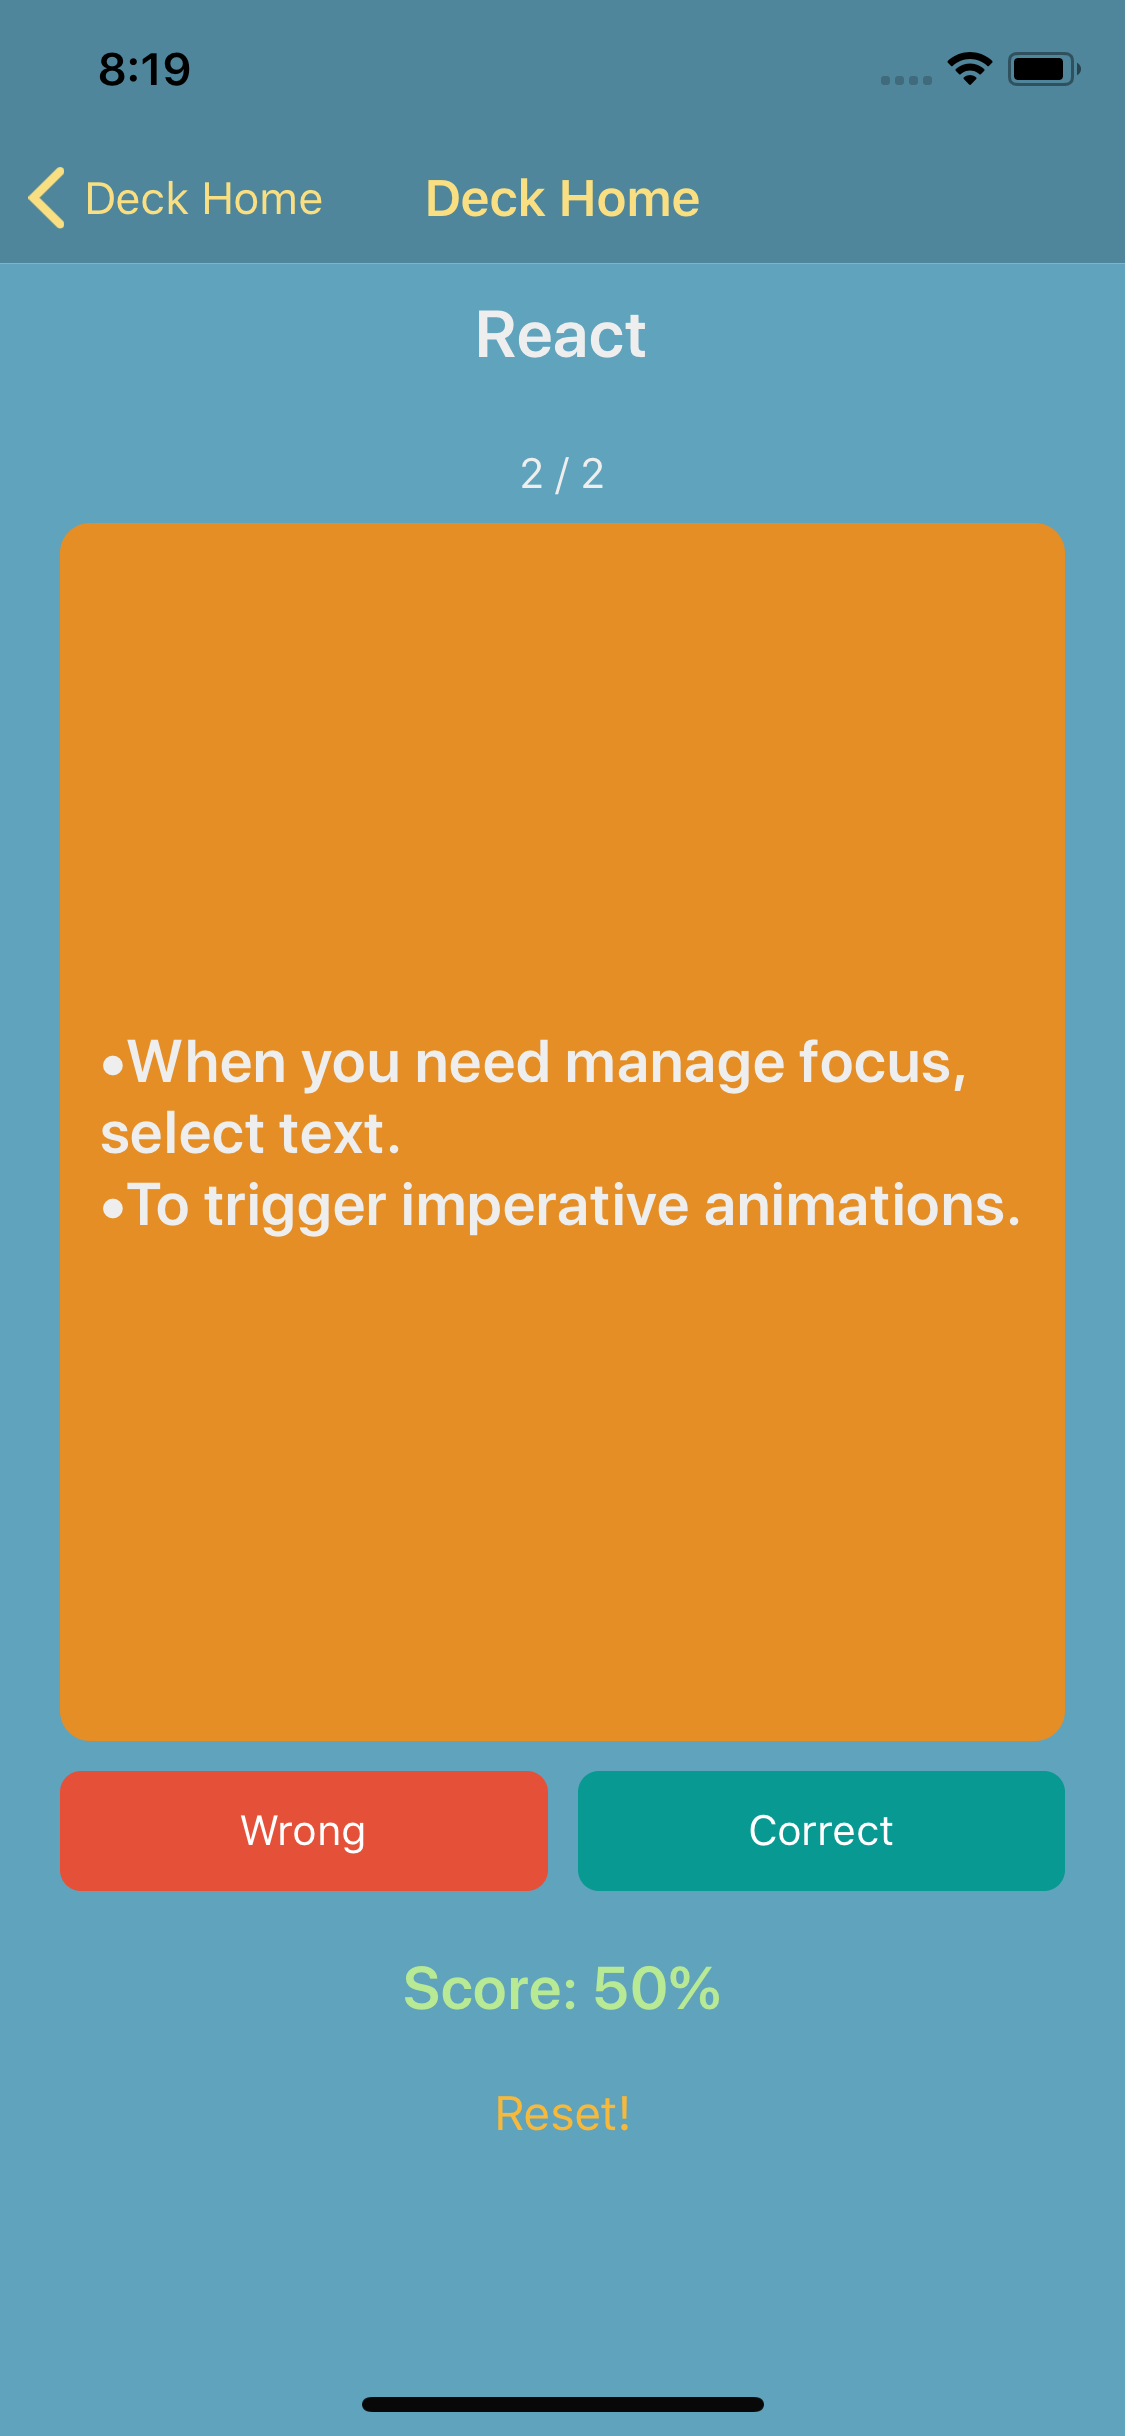 8:19
Deck Home
Deck Home
React
2 / 2
•When you need manage focus,
select text.
•To trigger imperative animations.
Wrong
Correct
Score: 50%
Reset!